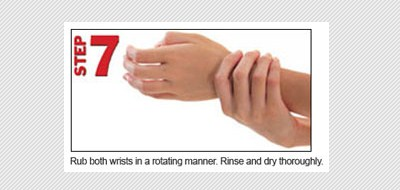 STEP 7
Rub both wrists in a rotating manner. Rinse and dry thoroughly.